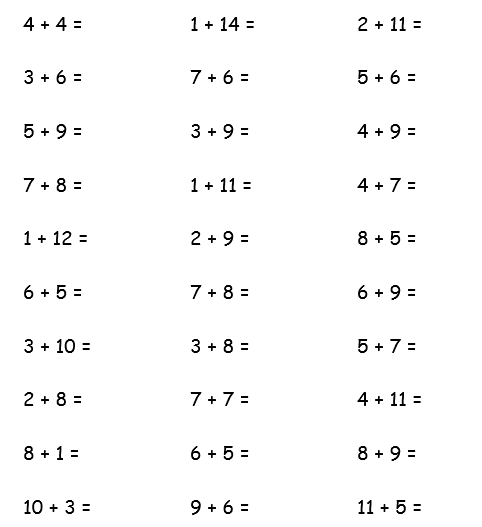 4 + 4 = 1 + 14 = 2 + 11 =
3 + 6 = 7 + 6 = 5 + 6 =
5 + 9 = 3 + 9 = 4 + 9 =
7 + 8 = 1 + 11 = 4 + 7 =
1 + 12 = 2 + 9 = 8 + 5 =
6 + 5 = 7 + 8 = 6 + 9 =
3 + 10 = 3 + 8 = 5 + 7 =
2 + 8 = 7 + 7 = 4 + 11 =
8 + 1 = 6 + 5 = 8 + 9 =
10 + 3 = 9 + 6 = 11 + 5 =